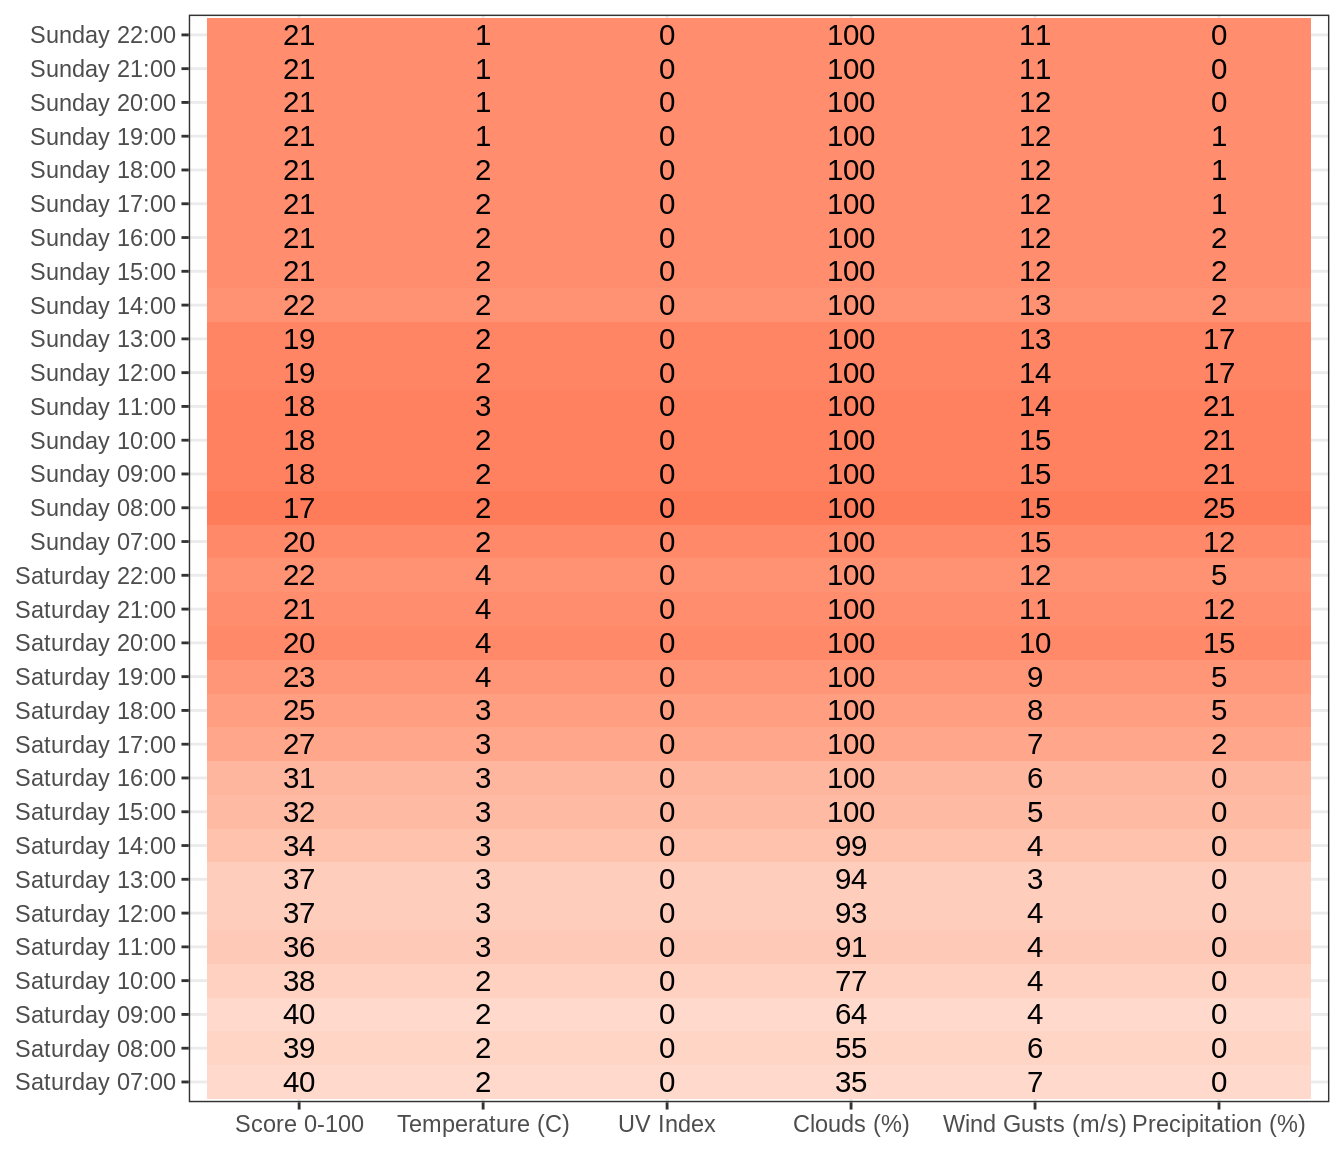 Sunday 22:00 21 1 0 100 11 0
Sunday 21:00 21 1 0 100 11 0
Sunday 20:00 21 1 0 100 12 0
Sunday 19:00 21 1 0 100 12 1
Sunday 18:00 21 2 0 100 12 1
Sunday 17:00 21 2 0 100 12 1
Sunday 16:00 21 2 0 100 12 2
Sunday 15:00 21 2 0 100 12 2
Sunday 14:00 22 2 0 100 13 2
Sunday 13:00 19 2 0 100 13 17
Sunday 12:00 19 2 0 100 14 17
Sunday 11:00 18 3 0 100 14 21
Sunday 10:00 18 2 0 100 15 21
Sunday 09:00 18 2 0 100 15 21
Sunday 08:00 17 2 0 100 15 25
Sunday 07:00 20 2 0 100 15 12
Saturday 22:00 22 4 0 100 12 5
Saturday 21:00 21 4 0 100 11 12
Saturday 20:00 20 4 0 100 10 15
Saturday 19:00 23 4 0 100 9 5
Saturday 18:00 25 3 0 100 8 5
Saturday 17:00 27 3 0 100 7 2
Saturday 16:00 31 3 0 100 6 0
Saturday 15:00 32 3 0 100 5 0
Saturday 14:00 34 3 0 99 4 0
Saturday 13:00 37 3 0 94 3 0
Saturday 12:00 37 3 0 93 4 0
Saturday 11:00 36 3 0 91 4 0
Saturday 10:00 38 2 0 77 4 0
Saturday 09:00 40 2 0 64 4 0
Saturday 08:00 39 2 0 55 6 0
Saturday 07:00 40 2 0 35 7 0
Score 0-100 Temperature (C) UV Index Clouds (%) Wind Gusts (m/s) Precipitation (%)